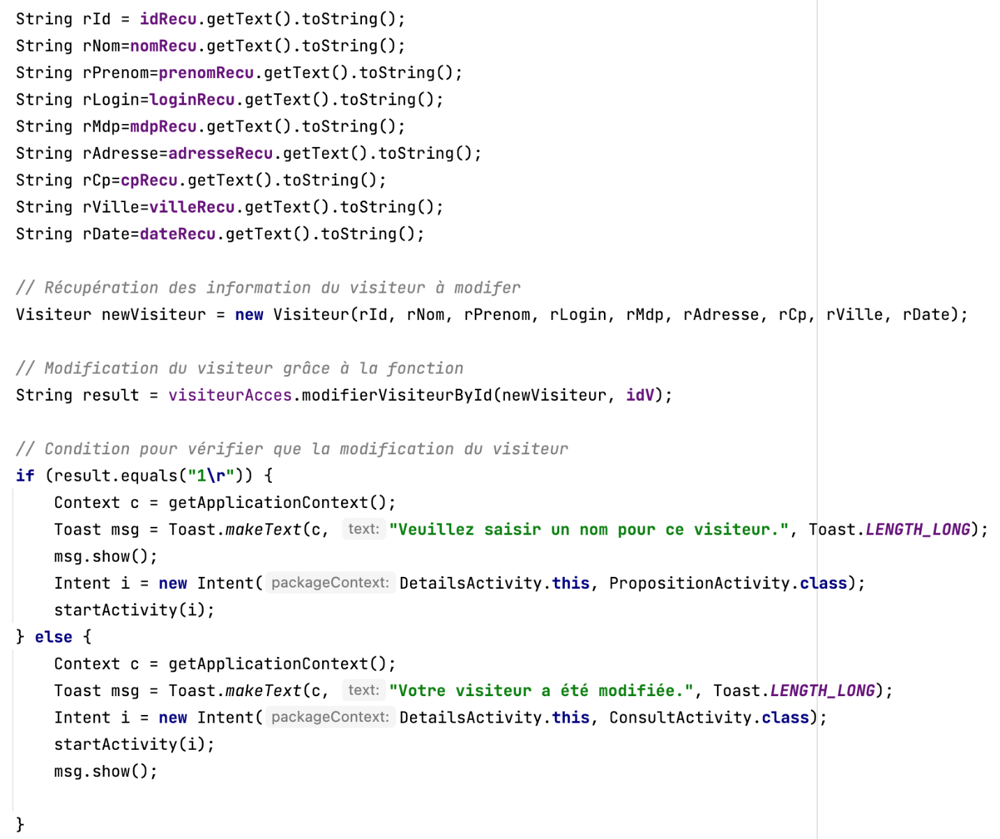 String rId = idRecu.getText().toString();
String rNom=nomRecu.getText().toString();
String rPrenom=prenomRecu.getText().toString();
String rLogin=loginRecu.getText().toString();
String rMdp=mdpRecu.getText().toString();
String rAdresse=adresseRecu.getText().toString();
String rCp=cpRecu.getText().toString();
String rVille=villeRecu.getText().toString();
String rDate=dateRecu.getText().toString();
// Récupération des information du visiteur à modifer
Visiteur newVisiteur = new Visiteur(rId, rNom, rPrenom, rLogin, rMdp, rAdresse, rCp, rVille, rDate);
// Modification du visiteur grâce à la fonction
String result = visiteurAcces.modifierVisiteurById(newVisiteur, idV);
// Condition pour vérifier que la modification du visiteur
if (result.equals("1\r")) {
    Context c = getApplicationContext();
    Toast msg = Toast.makeText(c, text: "Veuillez saisir un nom pour ce visiteur.", Toast.LENGTH_LONG);
    msg.show();
    Intent i = new Intent( packageContext: DetailsActivity.this, PropositionActivity.class);
    startActivity(i);
} else {
    Context c = getApplicationContext();
    Toast msg = Toast.makeText(c, text: "Votre visiteur a été modifiée.", Toast.LENGTH_LONG);
    Intent i = new Intent( packageContext: DetailsActivity.this, ConsultActivity.class);
    startActivity(i);
    msg.show();
}